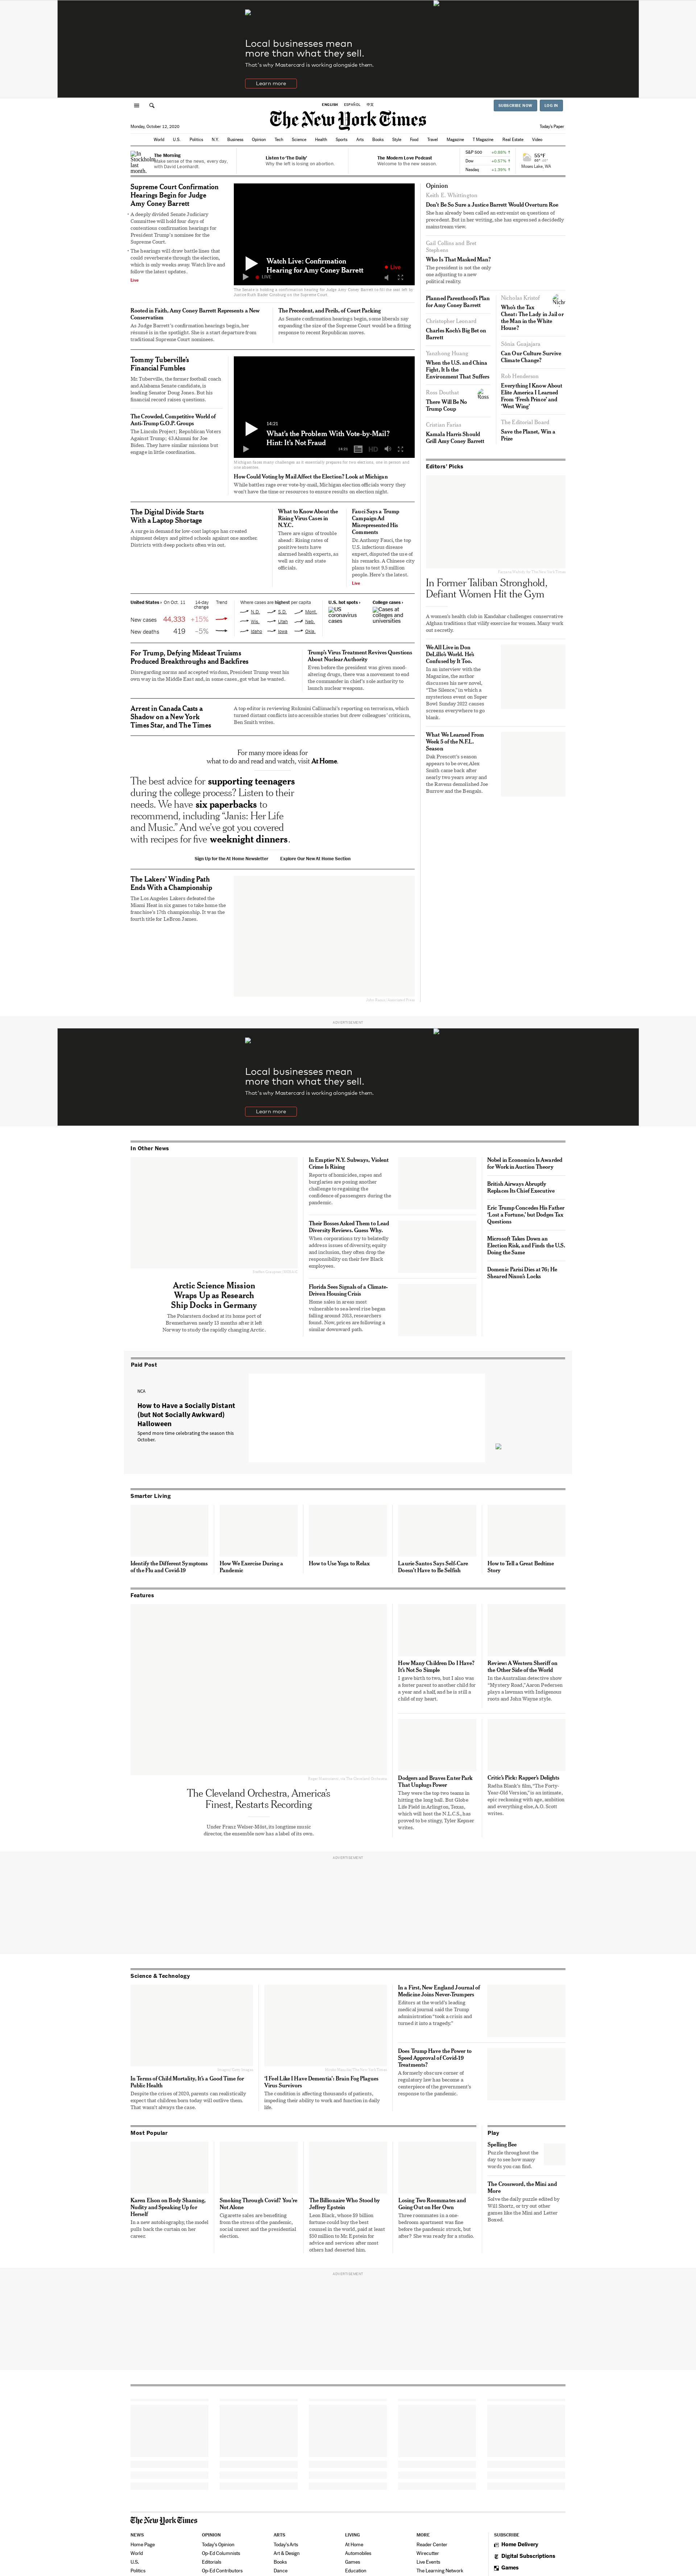 Local businesses mean
more than what they sell.
That's why Mastercard is working alongside them.
Learn more
ENGLISH ESPAÑOL 中文
SUBSCRIBE NOW LOG IN
The New York Times
Monday, October 12, 2020
Today's Paper
World U.S. Politics N.Y. Business Opinion Tech Science Health Sports Arts Books Style Food Travel Magazine T Magazine Real Estate Video
In Stockholm last month.
The Morning
Make sense of the news, every day, with David Leonhardt.
Listen to 'The Daily'
Why the left is losing on abortion.
The Modern Love Podcast
Welcome to the new season.
S&P 500
Dow
Nasdaq
55°F
Moses Lake, WA
Supreme Court Confirmation
Hearings Begin for Judge
Amy Coney Barrett
A deeply divided Senate Judiciary
Committee will hold four days of
contentious confirmation hearings for
President Trump's nominee for the
Supreme Court.
The hearings will draw battle lines that
could reverberate through the election,
which is only weeks away. Watch live and
follow the latest updates.
Live
Watch Live: Confirmation
Hearing for Amy Coney Barrett
Live
LIVE
Rooted in Faith, Amy Coney Barrett Represents a New
Conservatism
As Judge Barrett's confirmation hearings begin, her
ground is in the spotlight. She is a start departure from
traditional Supreme Court nominees.
The Precedent, and Perils, of Court Packing
As Senate confirmation hearings begin, some liberals say
expanding the size of the Supreme Court would be a fitting
response to recent Republican moves.
Tommy Tuberville's
Financial Fumbles
Mr. Tuberville, the former football coach
and Alabama Senate candidate, is
leading Senator Doug Jones. But his
financial record raises questions.
The Crowded, Competitive World of
Anti-Trump G.O.P. Groups
The Lincoln Project; Republican Voters
Against Trump; 43 Alumni for Joe
Biden. They have similar missions but
engage in little coordination.
14:21
What's the Problem With Vote-by-Mail?
Hint: It's Not Fraud
How Could Voting by Mail Affect the Election? Look at Michigan
While battles rage over vote-by-mail, Michigan election officials worry they
won't have the time or resources to ensure results on election night.
The Digital Divide Starts
With a Laptop Shortage
A surge in demand for low-cost laptops has created
shipment delays and pitted schools against one another.
Districts with deep pockets often win out.
What to Know About the
Rising Virus Cases in
N.Y.C.
There are signs of trouble
ahead: Rising rates of
positive tests have
alarmed health experts, as
well as city and state
officials.
Fauci Says a Trump
Campaign Ad
Misrepresented His
Comments
Dr. Anthony Fauci, the top
U.S. infectious disease
expert, disputed the use of
his remarks. A Chinese city
plans to test 9.5 million
people. Here's the latest.
Live
United States › On Oct. 11 14-day change Trend
New cases 44,333 +15%
New deaths 419 –5%
Where cases are highest per capita
N.D. S.D. Mont.
Wis. Utah Neb.
Idaho Iowa Okla.
U.S. hot spots ›
US coronavirus cases
College cases ›
Cases at colleges and universities
For Trump, Defying Mideast Truisms
Produced Breakthroughs and Backfires
Disregarding norms and accepted wisdom, President Trump went his
own way in the Middle East and, in some cases, got what he wanted.
Trump's Virus Treatment Revives Questions
About Nuclear Authority
Even before the president was given mood-
altering drugs, there was a movement to end
the commander in chief's sole authority to
launch nuclear weapons.
Arrest in Canada Casts a
Shadow on a New York
Times Star, and The Times
A top editor is reviewing Rukmini Callimachi's reporting on terrorism, which
turned distant conflicts into accessible stories but drew colleagues' criticism,
Ben Smith writes.
For many more ideas for
what to do and read and watch, visit At Home.
The best advice for supporting teenagers
during the college process? Listen to their
needs. We have six paperbacks to
recommend, including "Janis: Her Life
and Music." And we've got you covered
with recipes for five weeknight dinners.
Sign Up for the At Home Newsletter Explore Our New At Home Section
The Lakers' Winding Path
Ends With a Championship
The Los Angeles Lakers defeated the
Miami Heat in six games to take home the
franchise's 17th championship. It was the
fourth title for LeBron James.
Opinion
Keith E. Whittington
Don't Be So Sure a Justice Barrett Would Overturn Roe
She has already been called an extremist on questions of
precedent. But in her writing, she has expressed a decidedly
mainstream view.
Gail Collins and Bret
Stephens
Who Is That Masked Man?
The president is not the only
one adjusting to a new
political reality.
Planned Parenthood's Plan
for Amy Coney Barrett
Christopher Leonard
Charles Koch's Big Bet on
Barrett
Yanzhong Huang
When the U.S. and China
Fight, It Is the
Environment That Suffers
Ross Douthat
There Will Be No
Trump Coup
Cristian Farias
Kamala Harris Should
Grill Amy Coney Barrett
Nicholas Kristof
Who's the Tax
Cheat: The Lady in Jail or
the Man in the White
House?
Sònia Guajajara
Can Our Culture Survive
Climate Change?
Rob Henderson
Everything I Know About
Elite America I Learned
From 'Fresh Prince' and
'West Wing'
The Editorial Board
Save the Planet. Win a
Prize
Editors' Picks
In Former Taliban Stronghold,
Defiant Women Hit the Gym
A women's health club in Kandahar challenges conservative
Afghan traditions that vilify women for exercising. Many work
out secretly.
We All Live in Don
DeLillo's World. He's
Confused by It Too.
In an interview with the
Magazine, the author
discusses his new novel,
"The Silence," in which a
mysterious event on Super
Bowl Sunday 2022 causes
screens everywhere to go
blank.
What We Learned From
Week 5 of the N.F.L.
Season
Dak Prescott's season
appears to be over, Alex
Smith came back after
nearly two years away and
the Ravens demolished Joe
Burrow and the Bengals.
ADVERTISEMENT
Local businesses mean
more than what they sell.
That's why Mastercard is working alongside them.
Learn more
In Other News
Arctic Science Mission
Wraps Up as Research
Ship Docks in Germany
The Polarstern docked at its home port of
Bremerhaven nearly 13 months after it left
Norway to study the rapidly changing Arctic.
In Emptier N.Y. Subways, Violent
Crime Is Rising
Reports of homicides, rapes and
burglaries are posing another
challenge to regaining the
confidence of passengers during the
pandemic.
Their Bosses Asked Them to Lead
Diversity Reviews. Guess Why.
When corporations try to belatedly
address issues of diversity, equity
and inclusion, they often drop the
responsibility on their few Black
employees.
Florida Sees Signals of a Climate-
Driven Housing Crisis
Home sales in areas most
vulnerable to sea level rise began
falling around 2013, researchers
found. Now, prices are following a
similar downward path.
Nobel in Economics Is Awarded
for Work in Auction Theory
British Airways Abruptly
Replaces Its Chief Executive
Eric Trump Concedes His Father
'Lost a Fortune,' but Dodges Tax
Questions
Microsoft Takes Down an
Election Risk, and Finds the U.S.
Doing the Same
Domenic Parisi Dies at 76; He
Sheared Nixon's Locks
Paid Post
NCA
How to Have a Socially Distant
(but Not Socially Awkward)
Halloween
Spend more time celebrating the season this
October.
Smarter Living
Identify the Different Symptoms
of the Flu and Covid-19
How We Exercise During a
Pandemic
How to Use Yoga to Relax
Laurie Santos Says Self-Care
Doesn't Have to Be Selfish
How to Tell a Great Bedtime
Story
Features
The Cleveland Orchestra, America's
Finest, Restarts Recording
Under Franz Welser-Möst, its longtime music
director, the ensemble now has a label of its own.
How Many Children Do I Have?
It's Not So Simple
I gave birth to two, but I also was
a foster parent to another child for
a year and a half, and he is still a
child of my heart.
Review: A Western Sheriff on
the Other Side of the World
In the Australian detective show
"Mystery Road," Aaron Pedersen
plays a lawman with Indigenous
roots and John Wayne style.
Dodgers and Braves Enter Park
That Unplugs Power
They were the top two teams in
hitting the long ball. But Globe
Life Field in Arlington, Texas,
which will host the N.L.C.S., has
proved to be stingy, Tyler Kepner
writes.
Critic's Pick: Rapper's Delights
Radha Blank's film, "The Forty-
Year-Old Version," is an intimate,
epic reckoning with age, ambition
and everything else, A.O. Scott
writes.
ADVERTISEMENT
Science & Technology
In Terms of Child Mortality, It's a Good Time for
Public Health
Despite the crises of 2020, parents can realistically
expect that children born today will outlive them.
That wasn't always the case.
'I Feel Like I Have Dementia': Brain Fog Plagues
Virus Survivors
The condition is affecting thousands of patients,
impeding their ability to work and function in daily
life.
In a First, New England Journal of
Medicine Joins Never-Trumpers
Editors at the world's leading
medical journal said the Trump
administration "took a crisis and
turned it into a tragedy."
Does Trump Have the Power to
Speed Approval of Covid-19
Treatments?
A formerly obscure corner of
regulatory law has become a
centerpiece of the government's
response to the pandemic.
Most Popular
Karen Elson on Body Shaming,
Nudity and Speaking Up for
Herself
In a new autobiography, the model
pulls back the curtain on her
career.
Smoking Through Covid? You're
Not Alone
Cigarette sales are benefiting
from the stress of the pandemic,
social unrest and the presidential
election.
The Billionaire Who Stood by
Jeffrey Epstein
Leon Black, whose $9 billion
fortune could buy the best
counsel in the world, paid at least
$50 million to Mr. Epstein for
advice and services after most
others had deserted him.
Losing Two Roommates and
Going Out on Her Own
Three roommates in a one-
bedroom apartment was fine
before the pandemic struck, but
after? She was ready for a studio.
Play
Spelling Bee
Puzzle throughout the
day to see how many
words you can find.
The Crossword, the Mini and
More
Solve the daily puzzle edited by
Will Shortz, or try out other
games like the Mini and Letter
Boxed.
ADVERTISEMENT
The New York Times
NEWS
Home Page
World
U.S.
Politics
OPINION
Today's Opinion
Op-Ed Columnists
Editorials
Op-Ed Contributors
ARTS
Today's Arts
Art & Design
Books
Dance
LIVING
At Home
Automobiles
Games
Education
MORE
Reader Center
Wirecutter
Live Events
The Learning Network
SUBSCRIBE
Home Delivery
Digital Subscriptions
Games